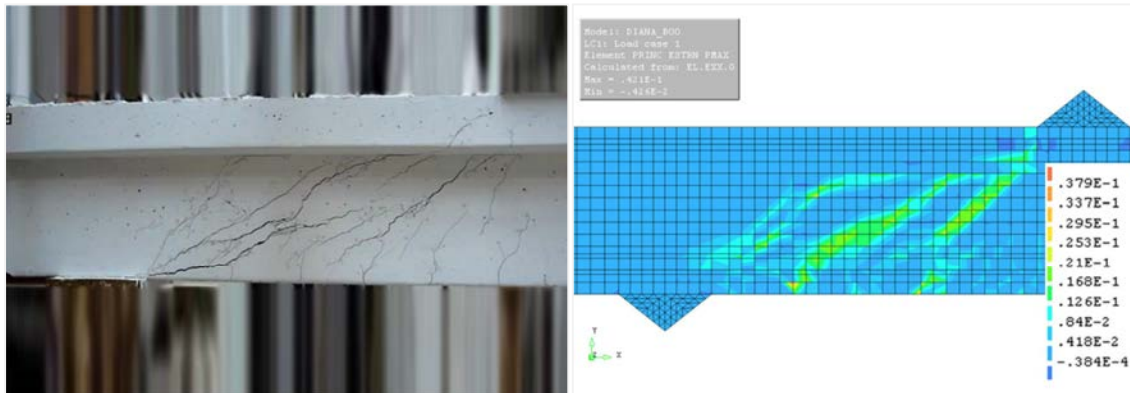 Model: DIANA_BOO
LC1: Load case 1
Element PRINC ESTRN PMAX
Calculated from: EL.EXX.0
Max = .421E-1
Min = -.426E-2
.379E-1
.337E-1
.295E-1
.253E-1
.21E-1
.168E-1
.126E-1
.84E-2
.418E-2
-.384E-4
Y
Z
X